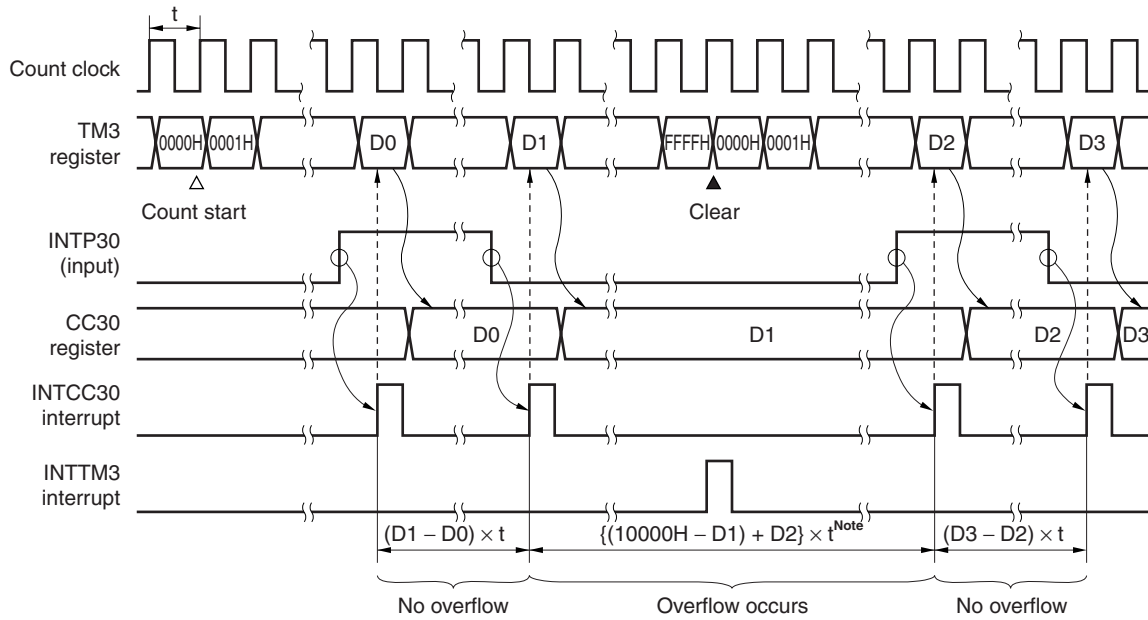 t
Count clock
TM3
register
0000H 0001H D0 D1 FFFFH 0000H 0001H D2 D3
Count start
Clear
INTP30
(input)
CC30
register
D0 D1 D2 D3
INTCC30
interrupt
INTTM3
interrupt
(D1 − D0) × t {(10000H − D1) + D2} × tNote (D3 − D2) × t
No overflow Overflow occurs No overflow